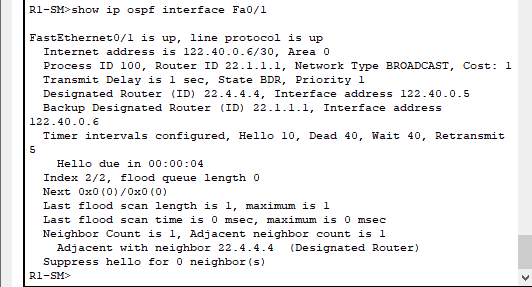 R1-SM>show ip ospf interface Fa0/1
FastEthernet0/1 is up, line protocol is up
Internet address is 122.40.0.6/30, Area 0
Process ID 100, Router ID 22.1.1.1, Network Type BROADCAST, Cost: 1
Transmit Delay is 1 sec, State BDR, Priority 1
Designated Router (ID) 22.4.4.4, Interface address 122.40.0.5
Backup Designated Router (ID) 22.1.1.1, Interface address
122.40.0.6
Timer intervals configured, Hello 10, Dead 40, Wait 40, Retransmit
5
Hello due in 00:00:04
Index 2/2, flood queue length 0
Next 0x0(0)/0x0(0)
Last flood scan length is 1, maximum is 1
Last flood scan time is 0 msec, maximum is 0 msec
Neighbor Count is 1, Adjacent neighbor count is 1
Adjacent with neighbor 22.4.4.4  (Designated Router)
Suppress hello for 0 neighbor(s)
R1-SM>